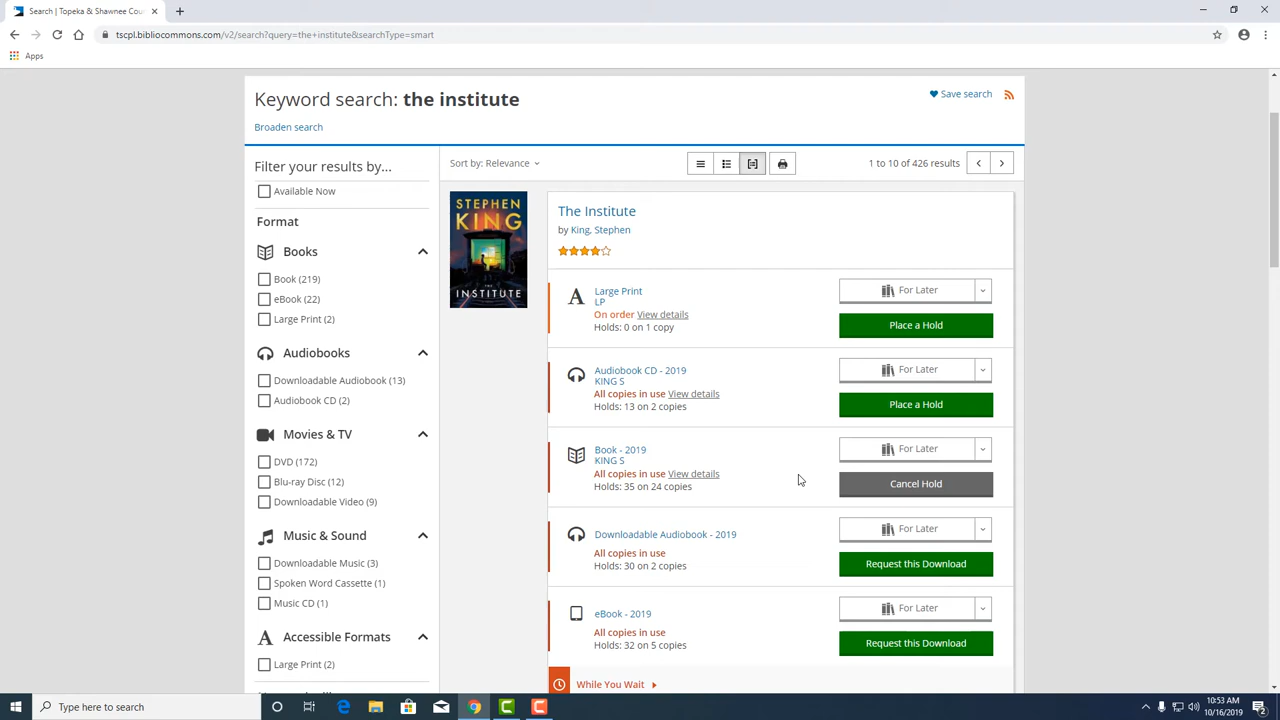 Search | Topeka & Shawnee Cou
tscpl.bibliocommons.com/v2/search?query=the+institute&searchType=smart
Apps
Keyword search: the institute
Save search
Broaden search
Filter your results by...
Sort by: Relevance
1 to 10 of 426 results
Available Now
Format
Books
Book (219)
eBook (22)
Large Print (2)
Audiobooks
Downloadable Audiobook (13)
Audiobook CD (2)
Movies & TV
DVD (172)
Blu-ray Disc (12)
Downloadable Video (9)
Music & Sound
Downloadable Music (3)
Spoken Word Cassette (1)
Music CD (1)
Accessible Formats
Large Print (2)
STEPHEN
KING
THE
INSTITUTE
The Institute
by King, Stephen
Large Print
LP
On order View details
Holds: 0 on 1 copy
For Later
Place a Hold
Audiobook CD - 2019
KING S
All copies in use View details
Holds: 13 on 2 copies
For Later
Place a Hold
Book - 2019
KING S
All copies in use View details
Holds: 35 on 24 copies
For Later
Cancel Hold
Downloadable Audiobook - 2019
All copies in use
Holds: 30 on 2 copies
For Later
Request this Download
eBook - 2019
All copies in use
Holds: 32 on 5 copies
For Later
Request this Download
While You Wait
Type here to search
10:53 AM
10/16/2019
2